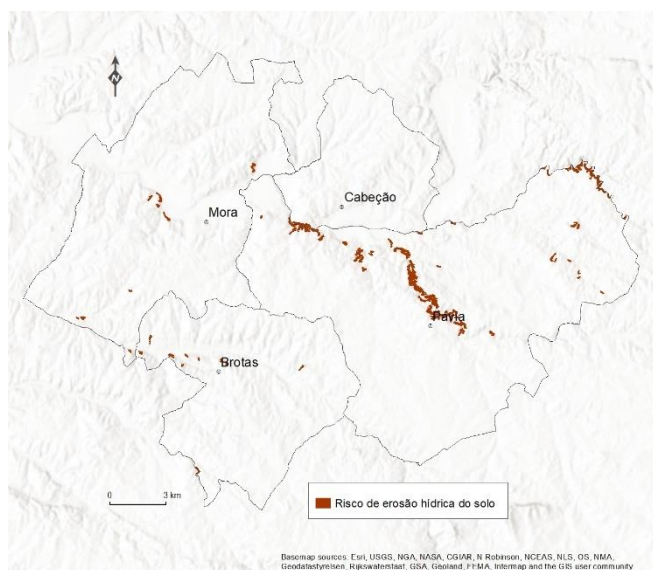 N
Cabeção
Mora
Pavia
Brotas
0 3 km
Risco de erosão hídrica do solo
Basemap sources: Esri, USGS, NGA, NASA, CGIAR, N Robinson, NCEAS, NLS, OS, NMA,
Geodatastyrelsen, Rijkswaterstaat, GSA, Geoland, FEMA, Intermap and the GIS user community